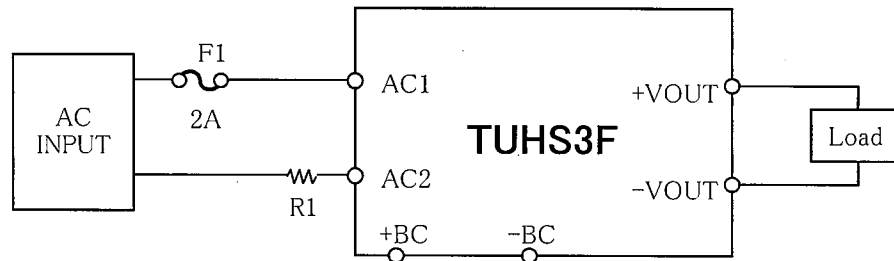 F1
2A
AC
INPUT
R1
AC1
AC2
TUHS3F
+VOUT
-VOUT
+BC
-BC
Load